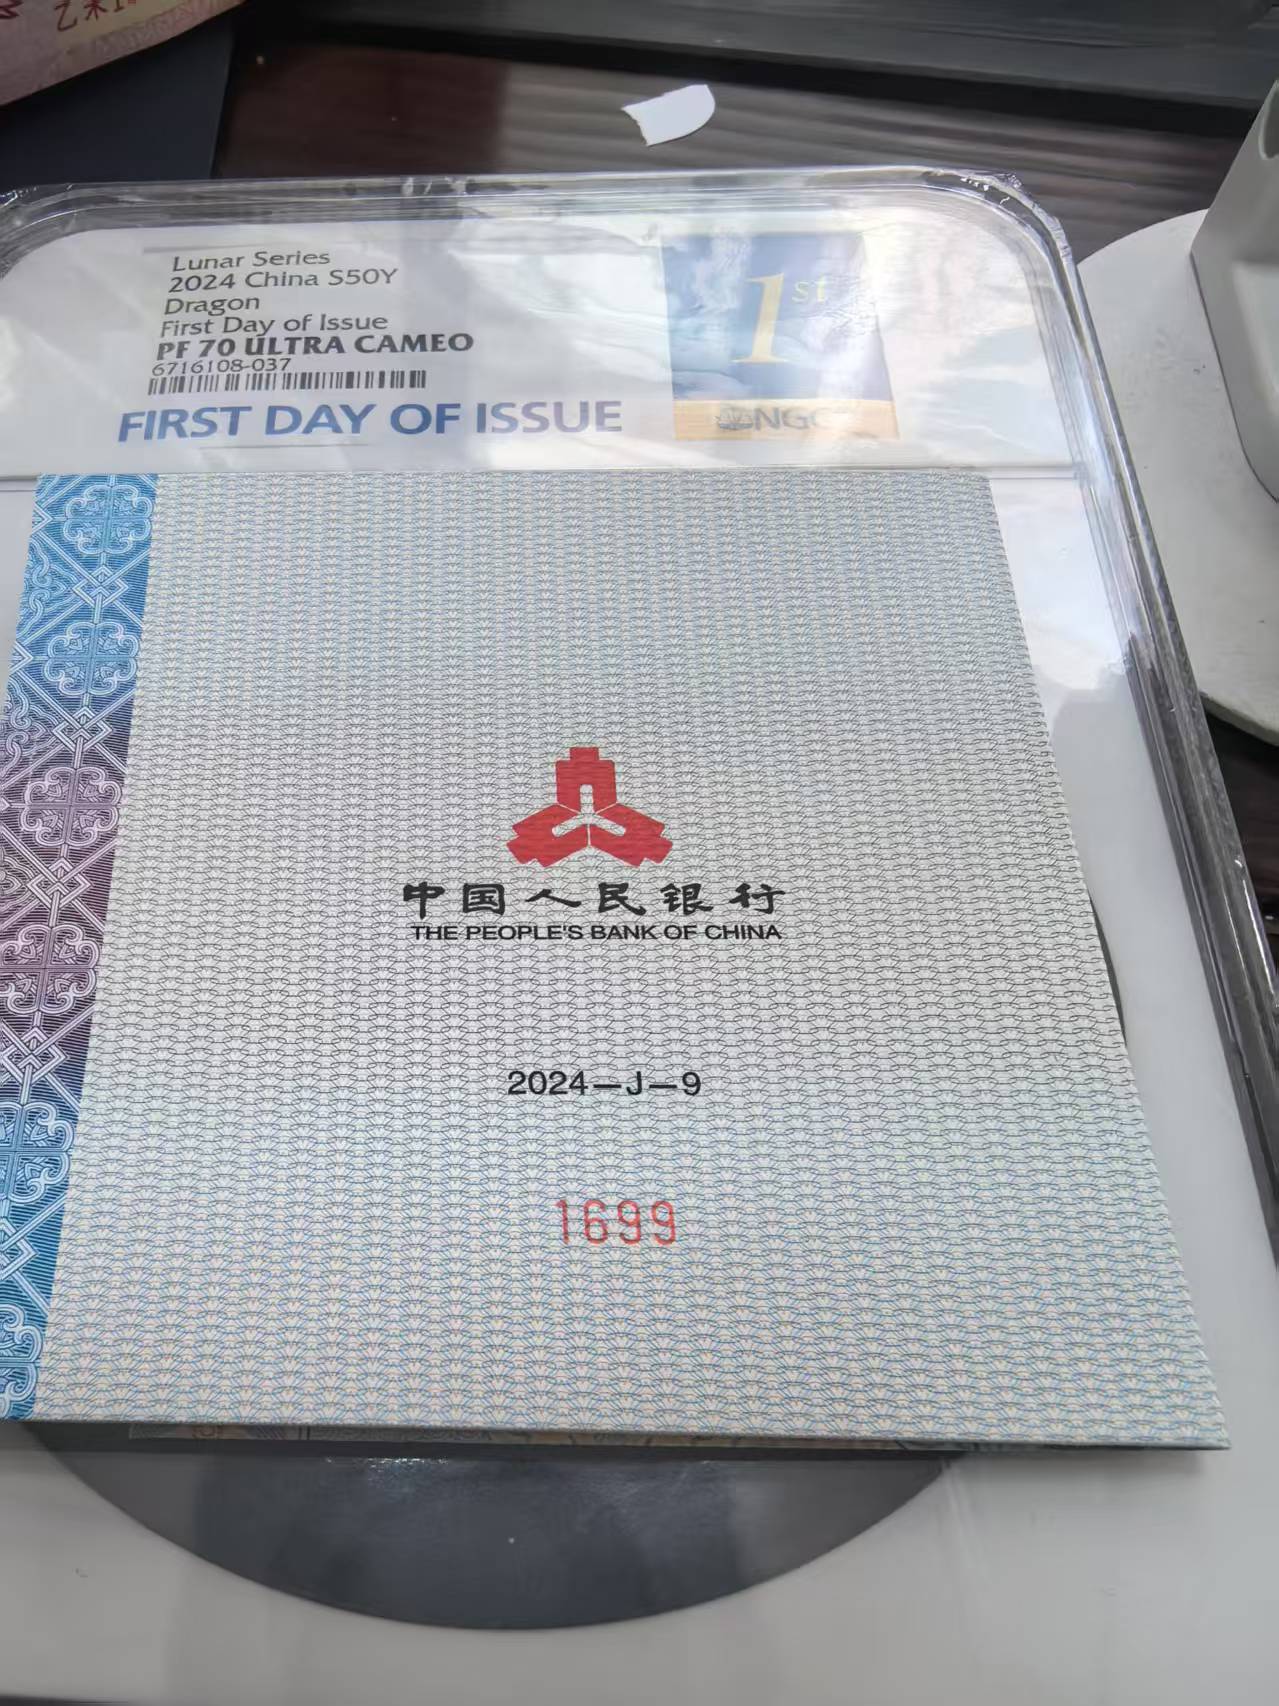 Lunar Series
2024 China S50Y
Dragon
First Day of Issue
PF 70 ULTRA CAMEO
6716108-037
FIRST DAY OF ISSUE
1st
NGC
中国人民银行
THE PEOPLE'S BANK OF CHINA
2024—J—9
1699